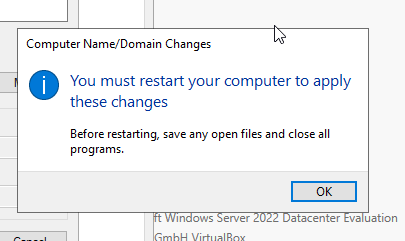 Computer Name/Domain Changes
You must restart your computer to apply
these changes
Before restarting, save any open files and close all
programs.
OK
ft Windows Server 2022 Datacenter Evaluation
GmbH VirtualBox